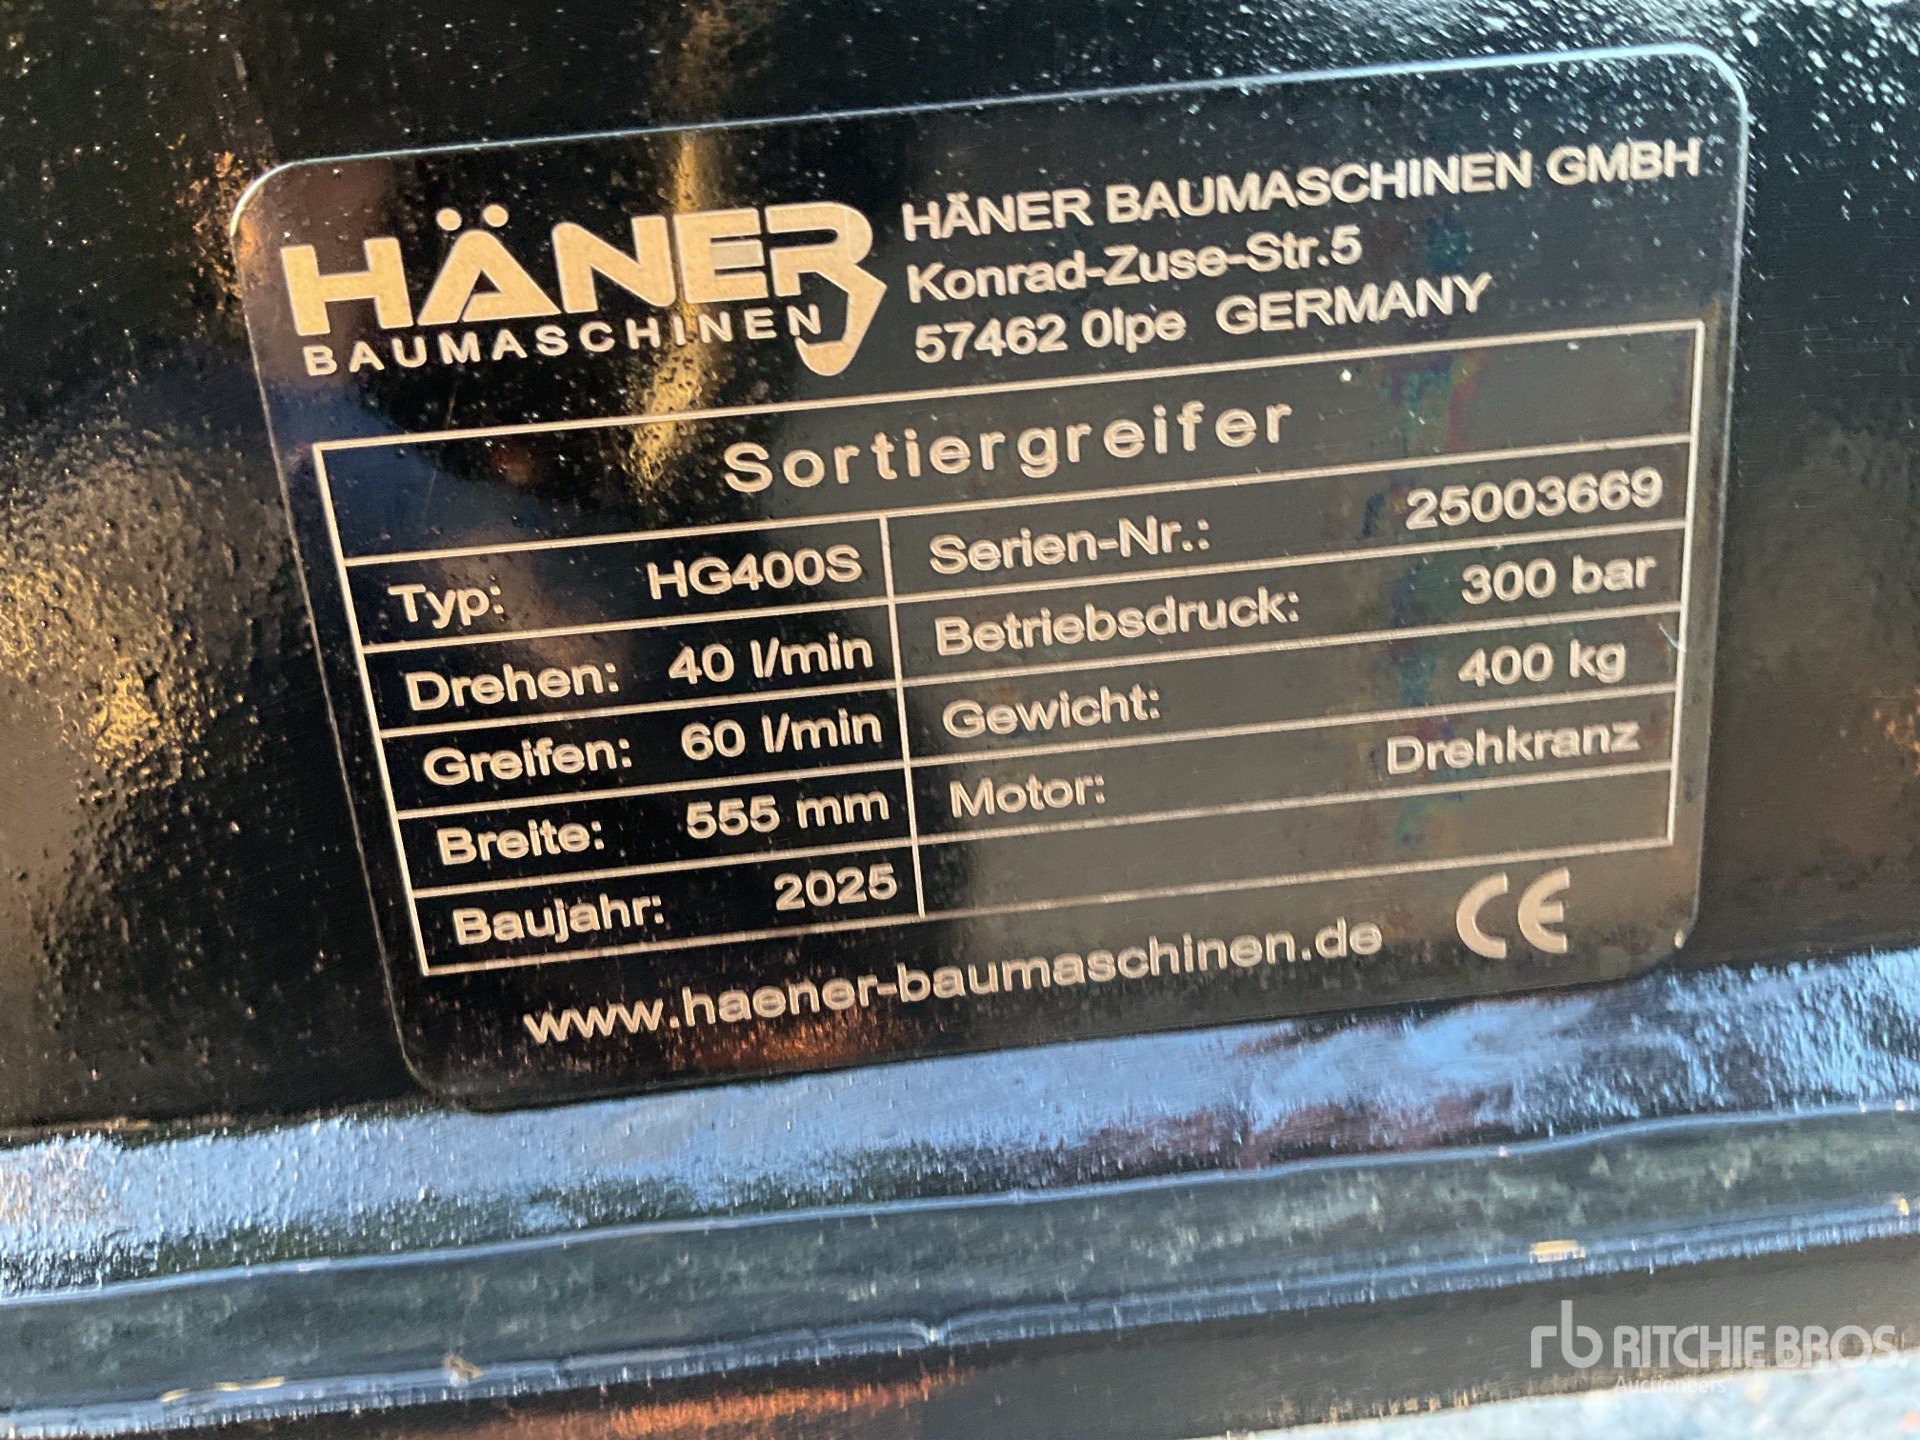 HÄNER
BAUMASCHINEN
HÄNER BAUMASCHINEN GMBH
Konrad-Zuse-Str.5
57462 Olpe GERMANY
Sortiergreifer
Typ: HG400S Serien-Nr.: 25003669
Drehen: 40 l/min Betriebsdruck: 300 bar
Greifen: 60 l/min Gewicht: 400 kg
Breite: 555 mm Motor: Drehkranz
Baujahr: 2025
www.haener-baumaschinen.de CE
rb RITCHIE BROS.
Auctioneers